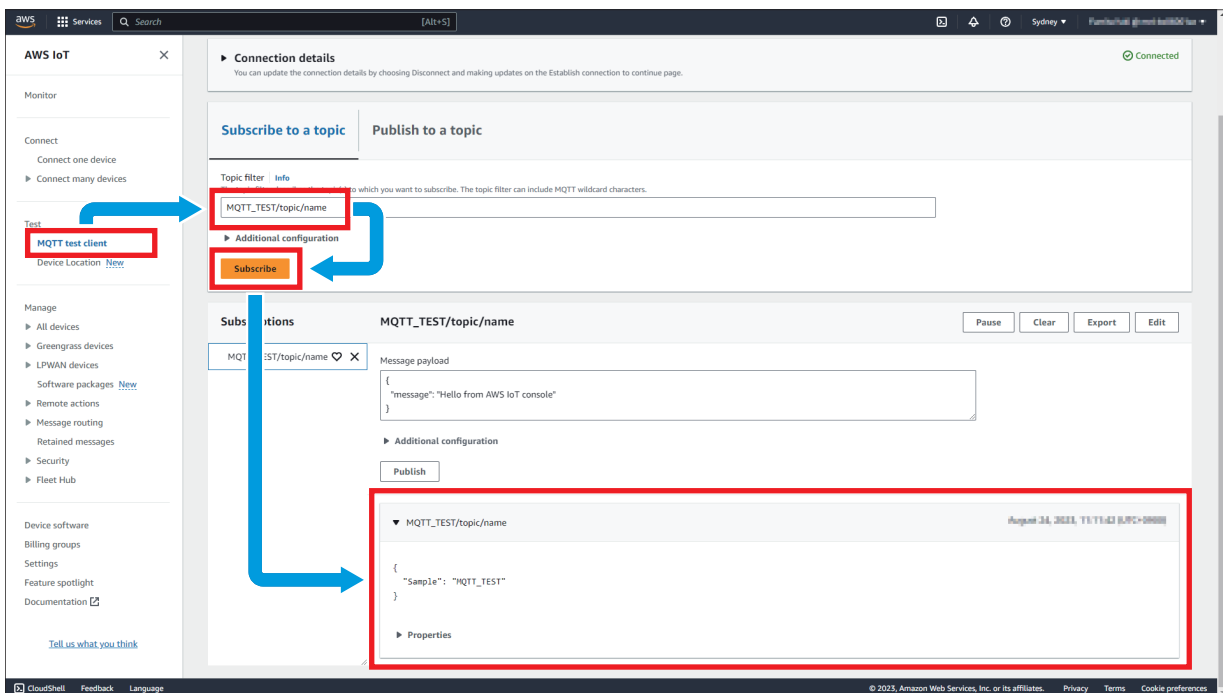 aws Services Search [Alt+S] Sydney
AWS IoT
Monitor
Connect
Connect one device
Connect many devices
Test
MQTT test client
Device Location New
Manage
All devices
Greengrass devices
LPWAN devices
Software packages New
Remote actions
Message routing
Retained messages
Security
Fleet Hub
Device software
Billing groups
Settings
Feature spotlight
Documentation
Tell us what you think
Connection details
Connected
You can update the connection details by choosing Disconnect and making updates on the Establish connection to continue page.
Subscribe to a topic Publish to a topic
Topic filter Info
to which you want to subscribe. The topic filter can include MQTT wildcard characters.
MQTT_TEST/topic/name
Additional configuration
Subscribe
MQTT_TEST/topic/name
Pause Clear Export Edit
Message payload
{
"message": "Hello from AWS IoT console"
}
Additional configuration
Publish
MQTT_TEST/topic/name
{
"Sample": "MQTT_TEST"
}
Properties
CloudShell Feedback Language © 2023, Amazon Web Services, Inc. or its affiliates. Privacy Terms Cookie preferences